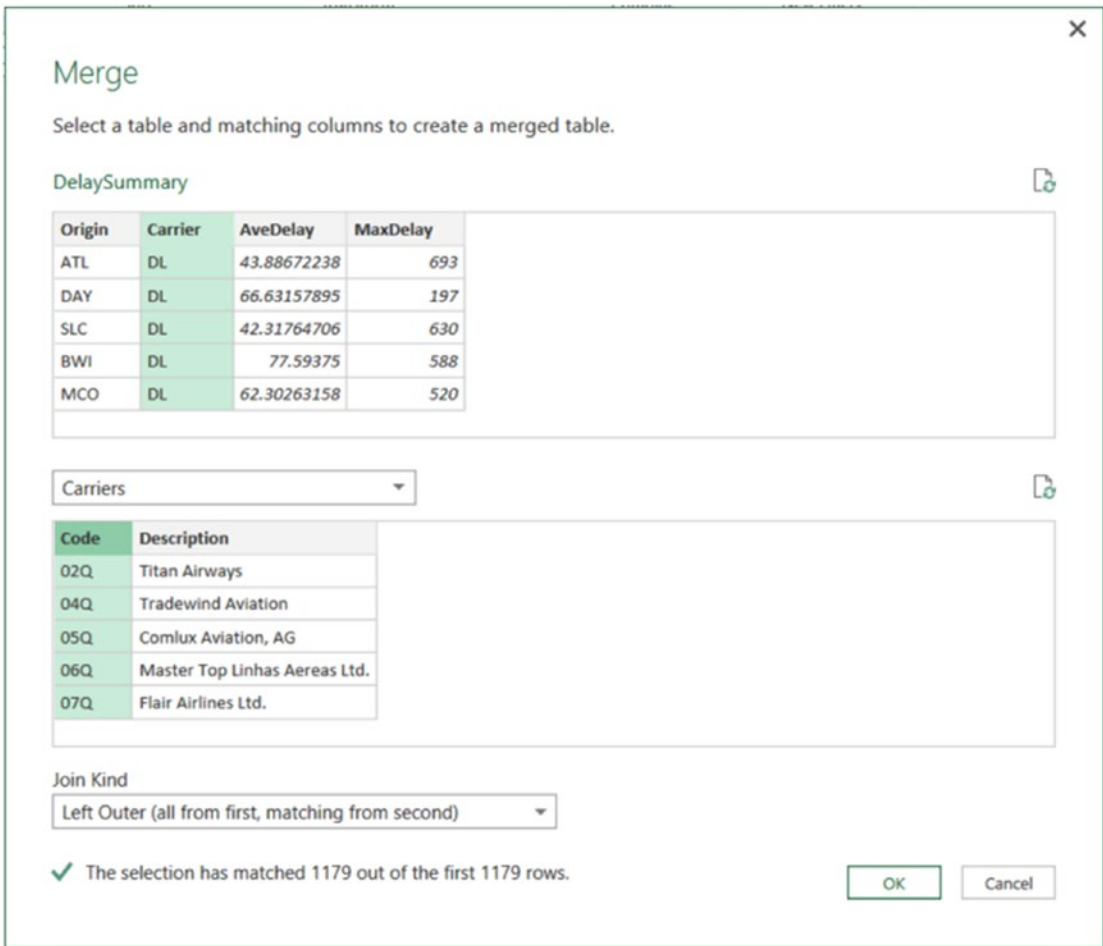 Merge
Select a table and matching columns to create a merged table.
DelaySummary
Origin Carrier AveDelay MaxDelay
ATL DL 43.88672238 693
DAY DL 66.63157895 197
SLC DL 42.31764706 630
BWI DL 77.59375 588
MCO DL 62.30263158 520
Carriers
Code Description
02Q Titan Airways
04Q Tradewind Aviation
05Q Comlux Aviation, AG
06Q Master Top Linhas Aereas Ltd.
07Q Flair Airlines Ltd.
Join Kind
Left Outer (all from first, matching from second)
The selection has matched 1179 out of the first 1179 rows.
OK Cancel